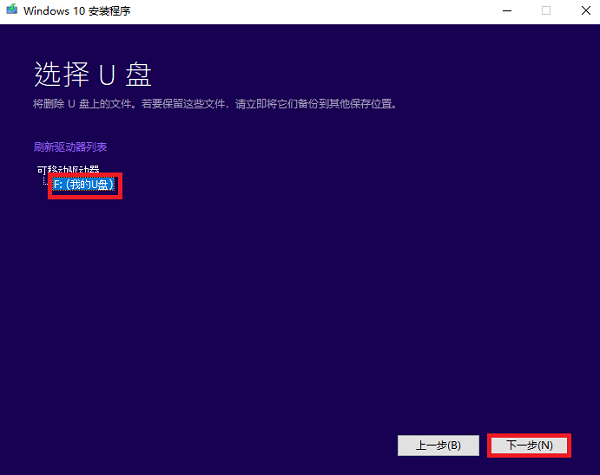 Windows 10 安装程序
选择 U 盘
将删除 U 盘上的文件。若要保留这些文件，请立即将它们备份到其他保存位置。
刷新驱动器列表
可移动驱动器
F: (我的U盘)
上一步(B)
下一步(N)